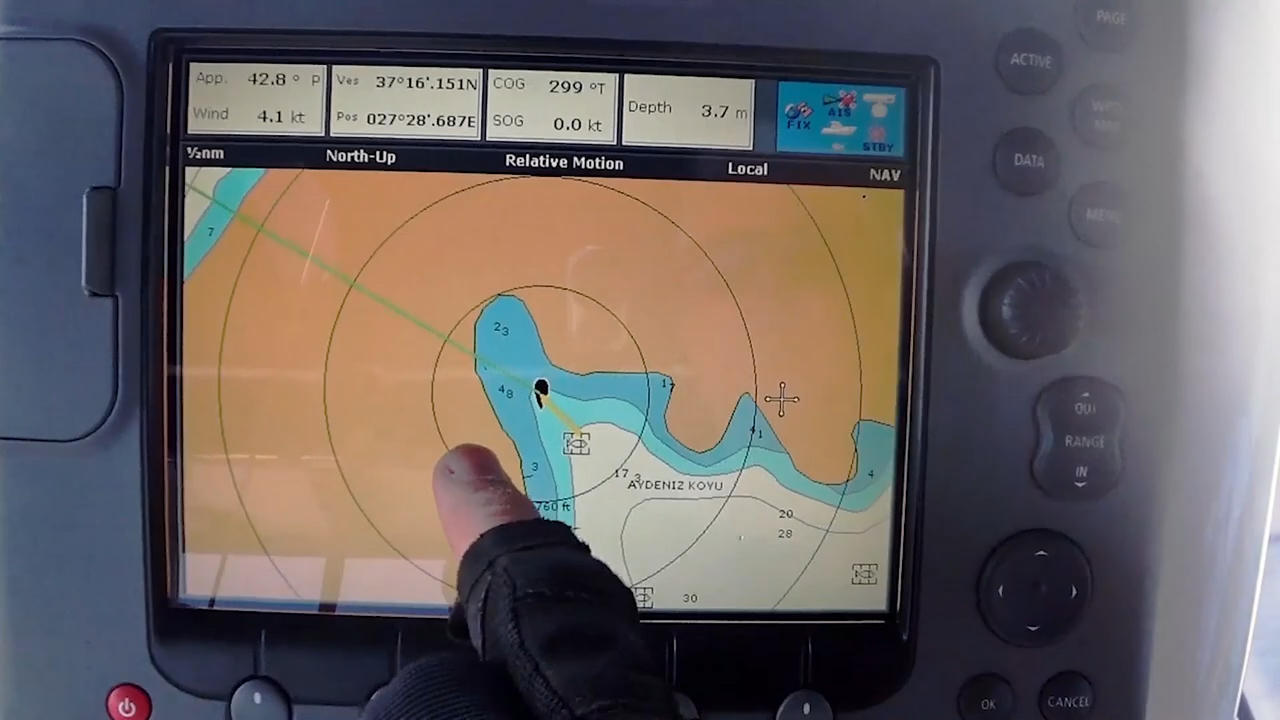 PAGE
App. 42.8 ° P
Wind 4.1 kt
Ves 37°16'.151N
Pos 027°28'.687E
COG 299 °T
SOG 0.0 kt
Depth 3.7 m
FIX
AIS
STBY
ACTIVE
½nm North-Up Relative Motion Local NAV
DATA
MENU
7
2₃
1₇
4₈
4₁
OUT
RANGE
IN
3
17₃
4
AYDENIZ KOYU
760 ft
20
28
30
OK
CANCEL